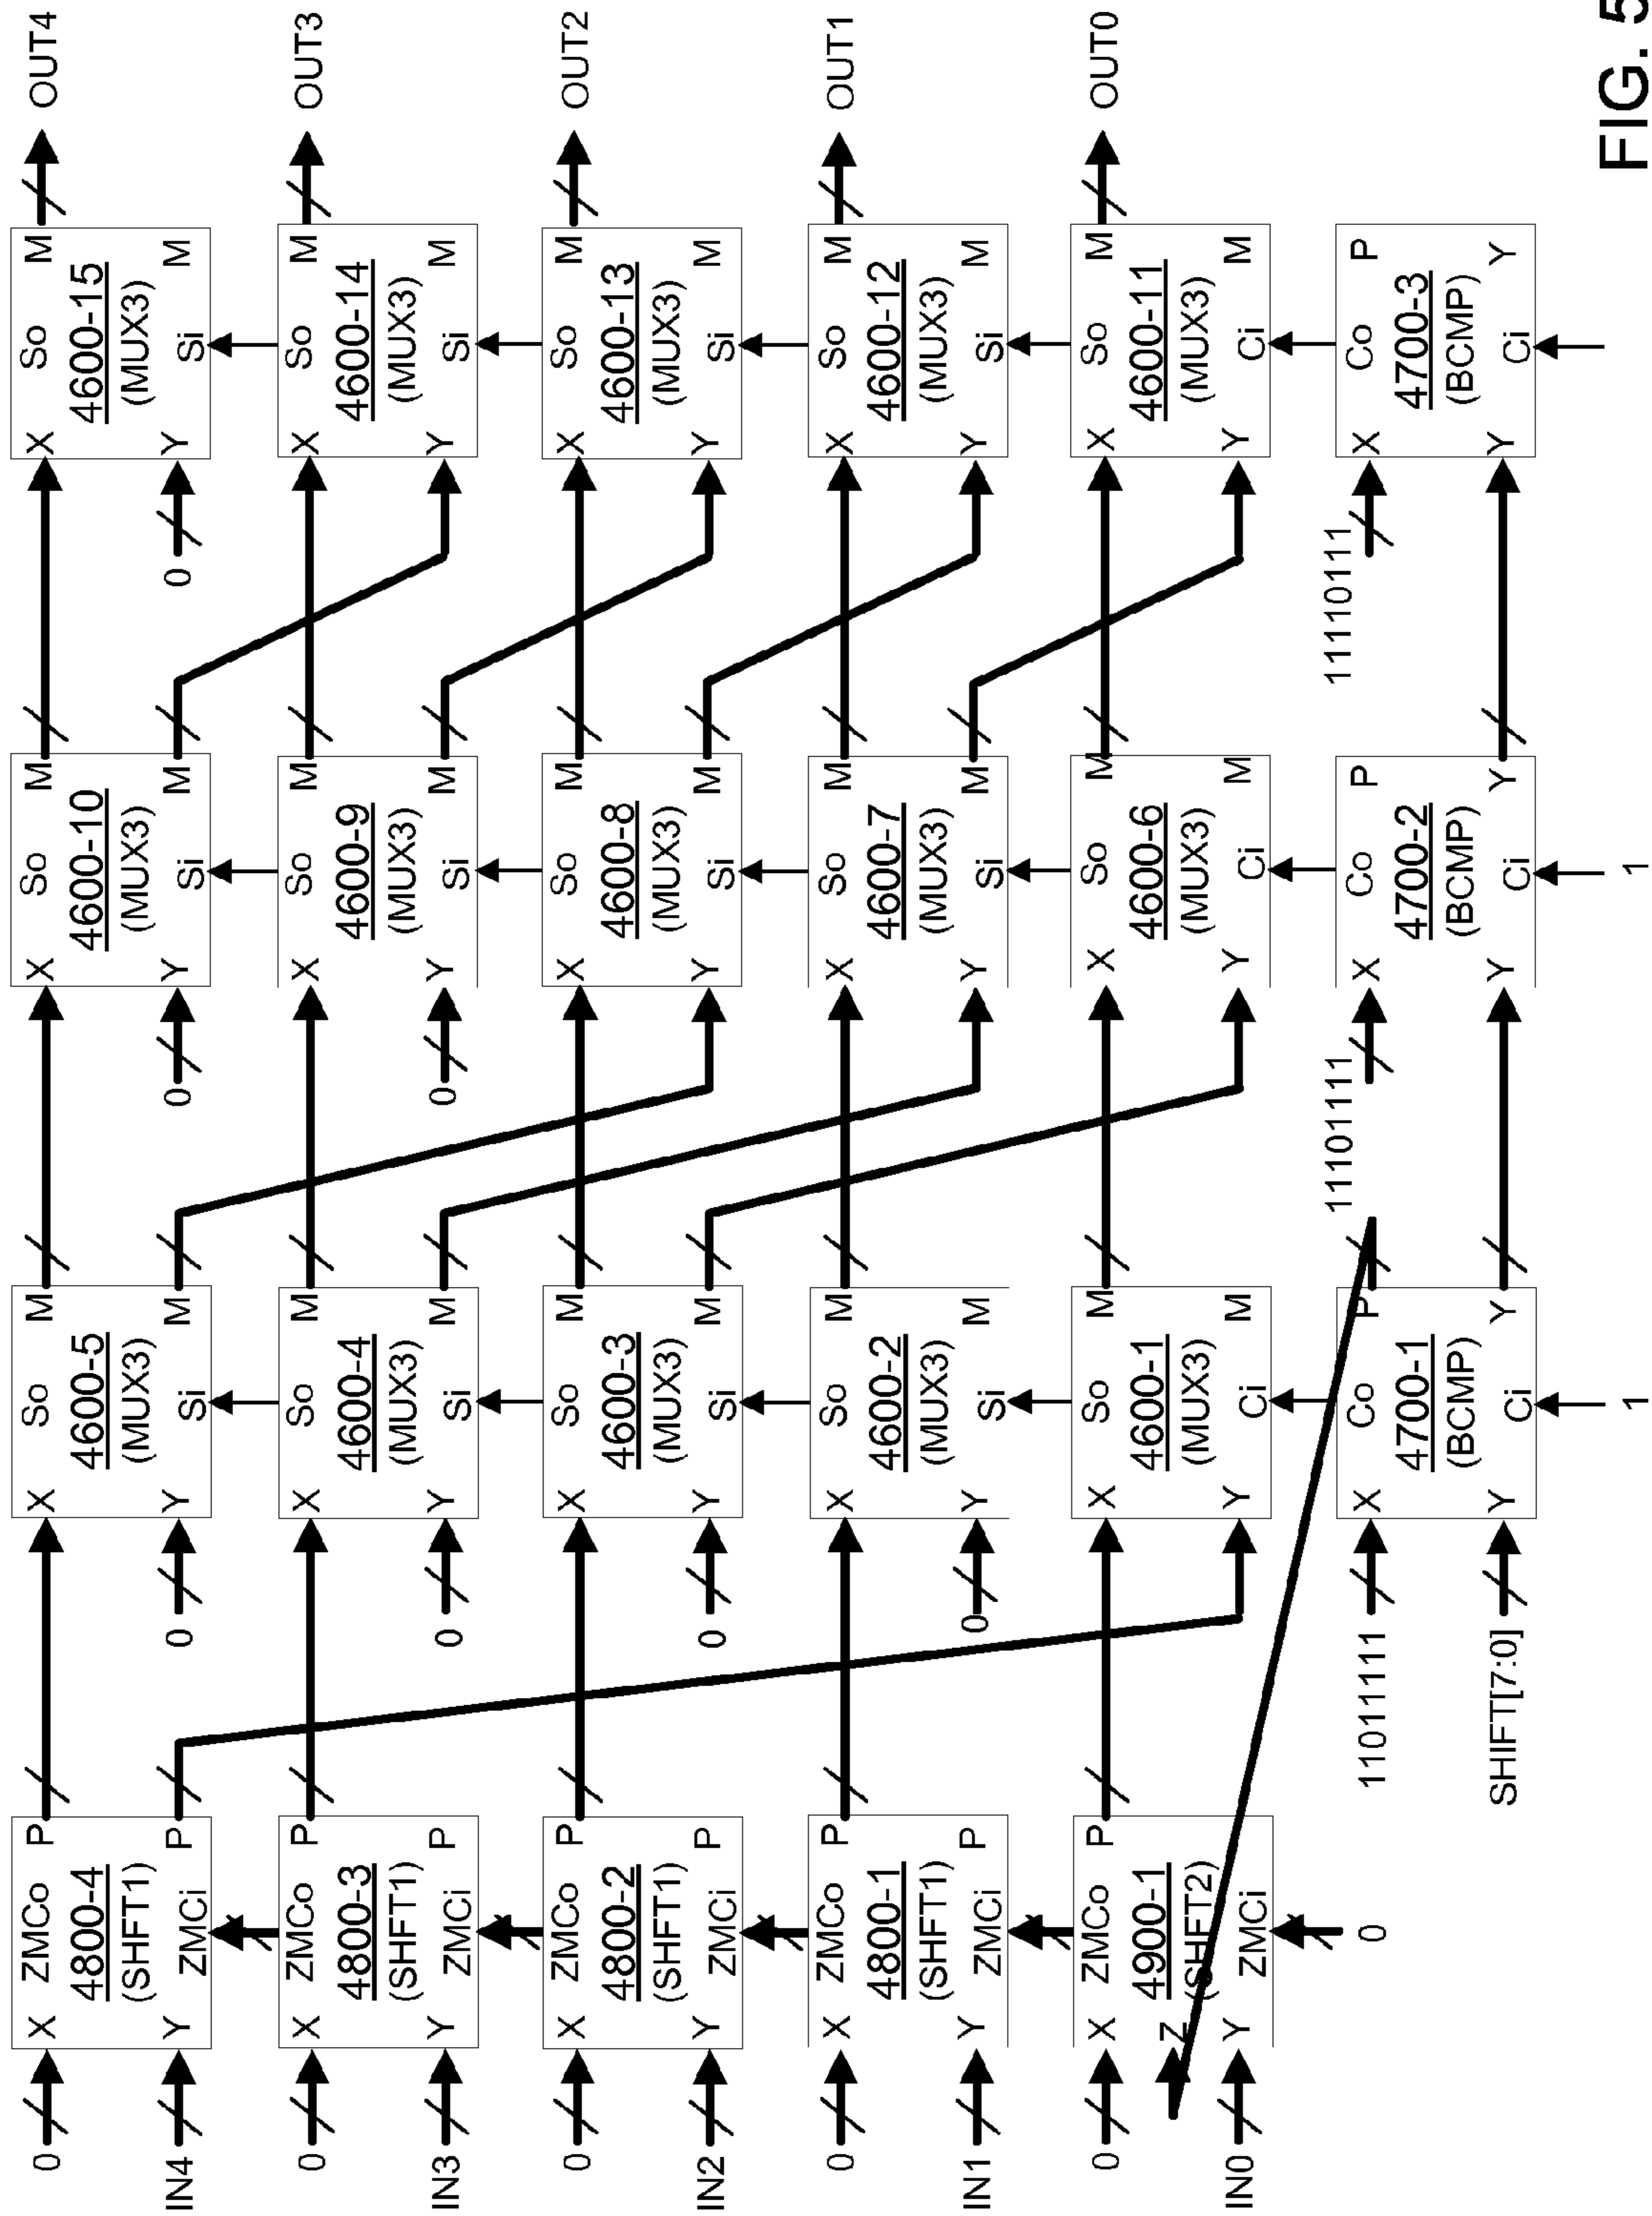 0 X ZMCo P X So M X So M X So M OUT4
4800-4 4600-5 4600-10 4600-15
(SHFT1) (MUX3) (MUX3) (MUX3)
IN4 Y ZMCi P 0 Y Si M 0 Y Si M 0 Y Si M
0 X ZMCo P X So M X So M X So M OUT3
4800-3 4600-4 4600-9 4600-14
(SHFT1) (MUX3) (MUX3) (MUX3)
IN3 Y ZMCi P 0 Y Si M 0 Y Si M Y Si M
0 X ZMCo P X So M X So M X So M OUT2
4800-2 4600-3 4600-8 4600-13
(SHFT1) (MUX3) (MUX3) (MUX3)
IN2 Y ZMCi P 0 Y Si M Y Si M Y Si M
0 X ZMCo P X So M X So M X So M OUT1
4800-1 4600-2 4600-7 4600-12
(SHFT1) (MUX3) (MUX3) (MUX3)
IN1 Y ZMCi P 0 Y Si M Y Si M Y Si M
0 X ZMCo P X So M X So M X So M OUT0
4900-1 4600-1 4600-6 4600-11
Z (SHFT2) (MUX3) (MUX3) (MUX3)
IN0 Y ZMCi Y Ci M Y Ci M Y Ci M
11101111 11110111
0 11011111 X Co P X Co P X Co P
4700-1 4700-2 4700-3
(BCMP) (BCMP) (BCMP)
SHIFT[7:0] Y Ci Y Y Ci Y Y Ci Y
1 1
FIG. 5